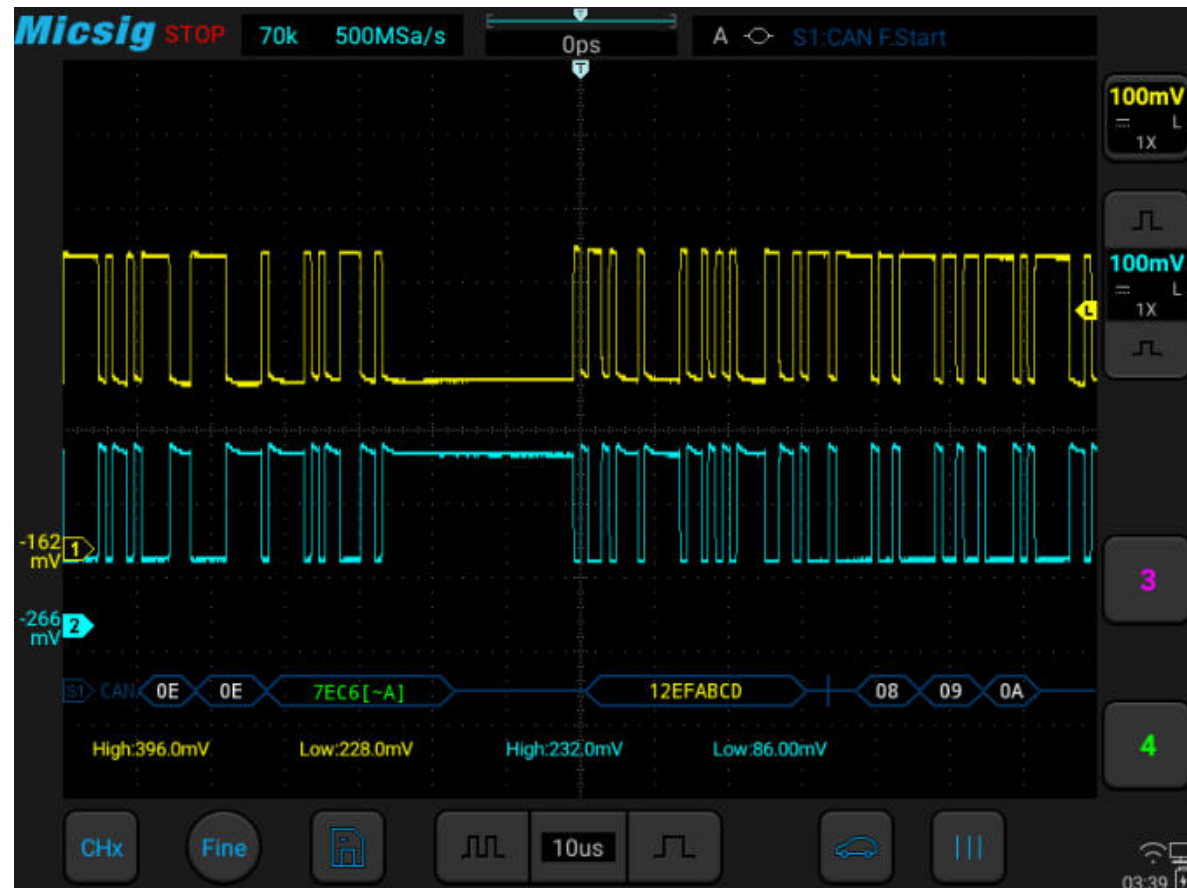 Micsig STOP 70k 500MSa/s
0ps
T
A S1:CAN F.Start
T
100mV
L
1X
100mV
L
1X
L
-162 mV
1
-266 mV
2
3
S1 CAN 0E 0E 7EC6[~A] 12EFABCD 08 09 0A
High:396.0mV Low:228.0mV High:232.0mV Low:86.00mV
4
CHx Fine 10us
03:39